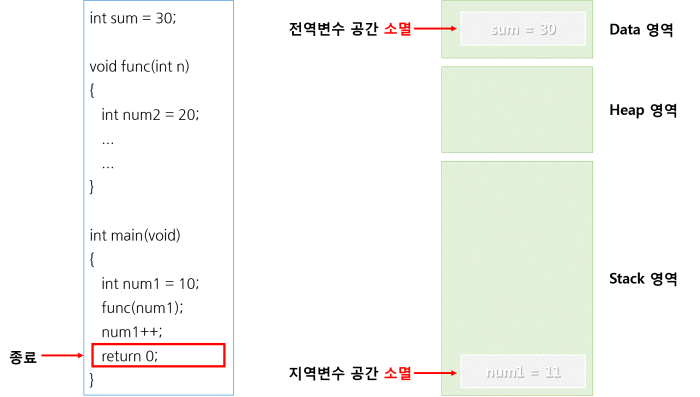 int sum = 30;
void func(int n)
{
int num2 = 20;
...
...
}
int main(void)
{
int num1 = 10;
func(num1);
num1++;
return 0;
}
종료
전역변수 공간 소멸
sum = 30
Data 영역
Heap 영역
Stack 영역
지역변수 공간 소멸
num1 = 11